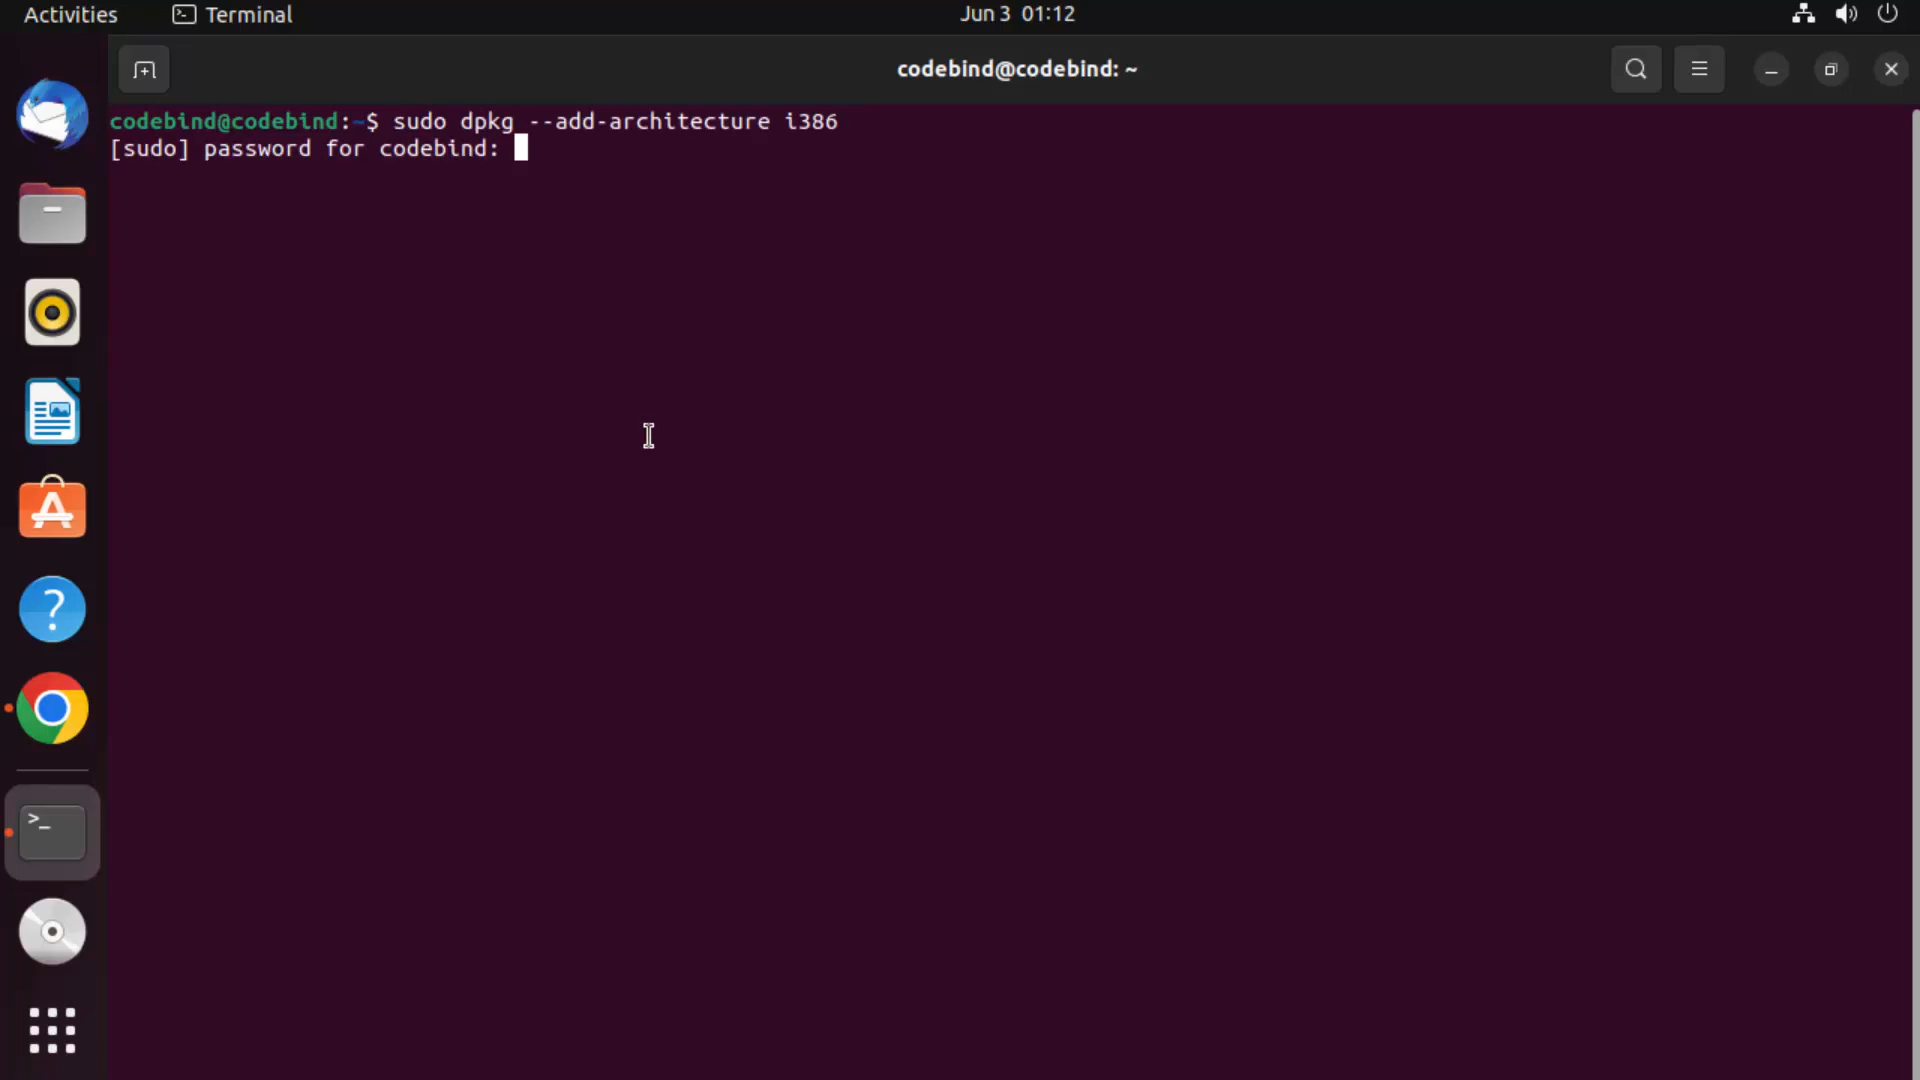 Activities Terminal Jun 3 01:12
codebind@codebind: ~
codebind@codebind:~$ sudo dpkg --add-architecture i386
[sudo] password for codebind: